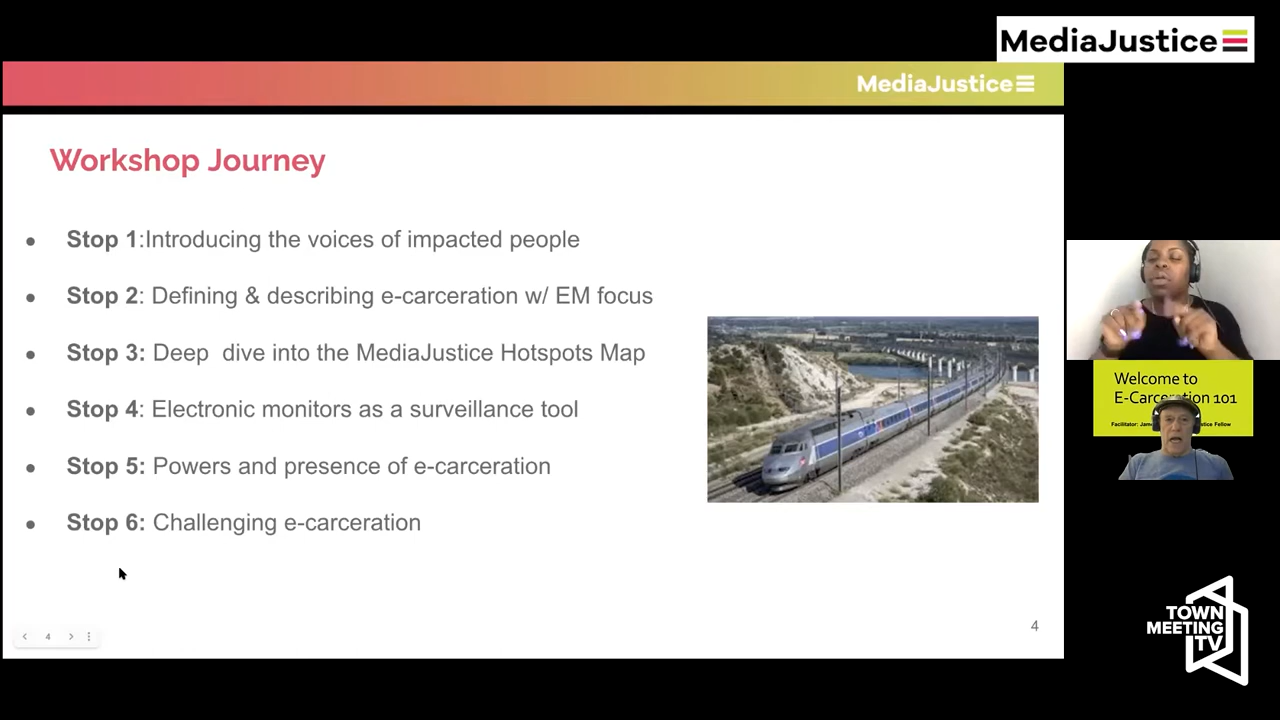 MediaJustice
MediaJustice
Workshop Journey
Stop 1:Introducing the voices of impacted people
Stop 2: Defining & describing e-carceration w/ EM focus
Stop 3: Deep dive into the MediaJustice Hotspots Map
Stop 4: Electronic monitors as a surveillance tool
Stop 5: Powers and presence of e-carceration
Stop 6: Challenging e-carceration
4
4
Welcome to
E-Carceration 101
Facilitator: Fellow
TOWN
MEETING
TV